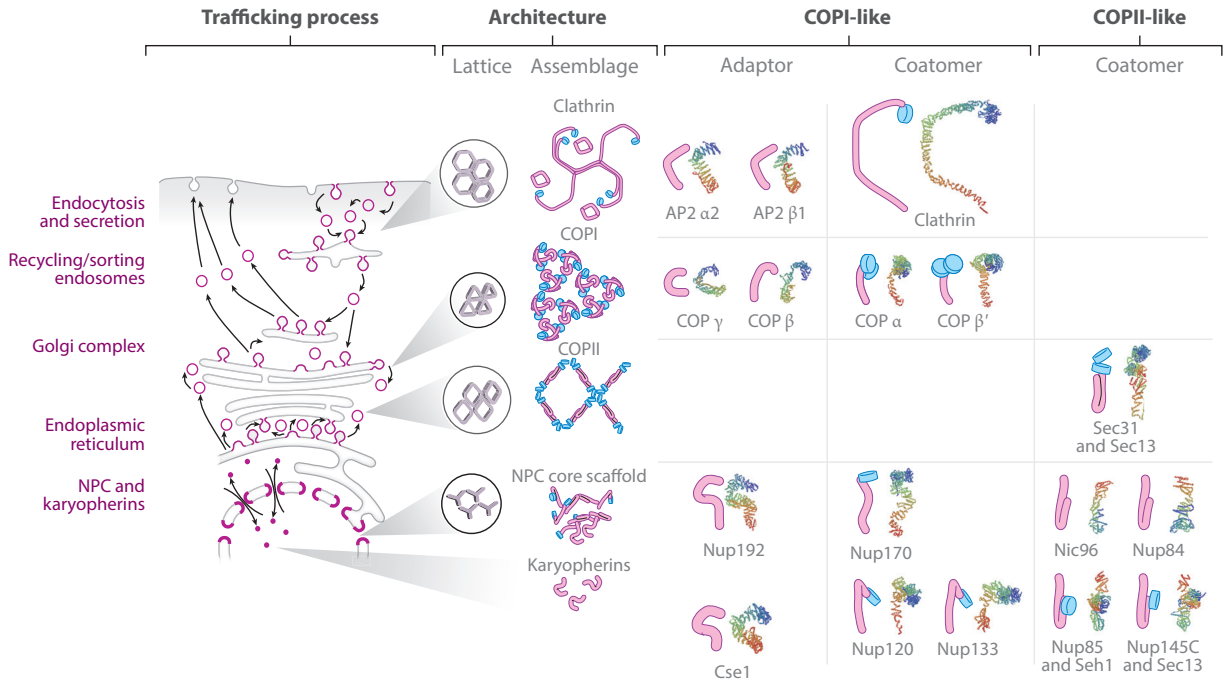 Trafficking process
Architecture
COPI-like
COPII-like
Lattice
Assemblage
Adaptor
Coatomer
Coatomer
Endocytosis
and secretion
Recycling/sorting
endosomes
Golgi complex
Endoplasmic
reticulum
NPC and
karyopherins
Clathrin
COPI
COPII
NPC core scaffold
Karyopherins
AP2 α2
AP2 β1
Clathrin
COP γ
COP β
COP α
COP β′
Sec31
and Sec13
Nup192
Nup170
Nic96
Nup84
Cse1
Nup120
Nup133
Nup85
and Seh1
Nup145C
and Sec13